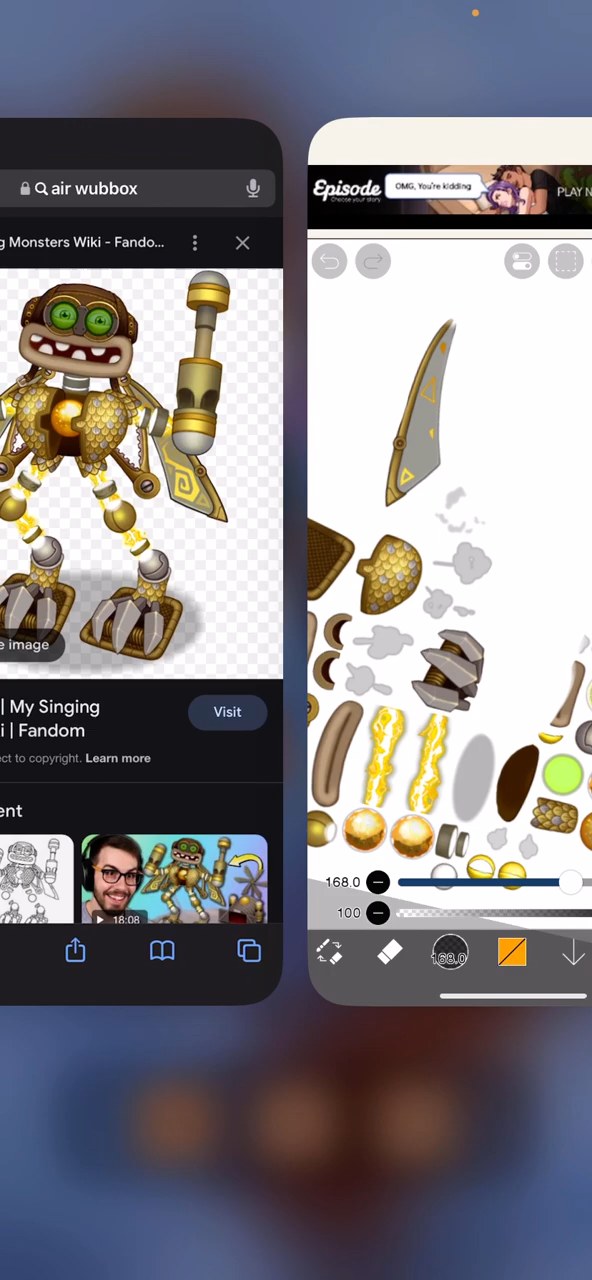 air wubbox
g Monsters Wiki - Fando...
e image
| My Singing
i | Fandom
Visit
ect to copyright. Learn more
ent
18:08
Episode
Choose your story
OMG, You're kidding
PLAY N
168.0
100
168.0